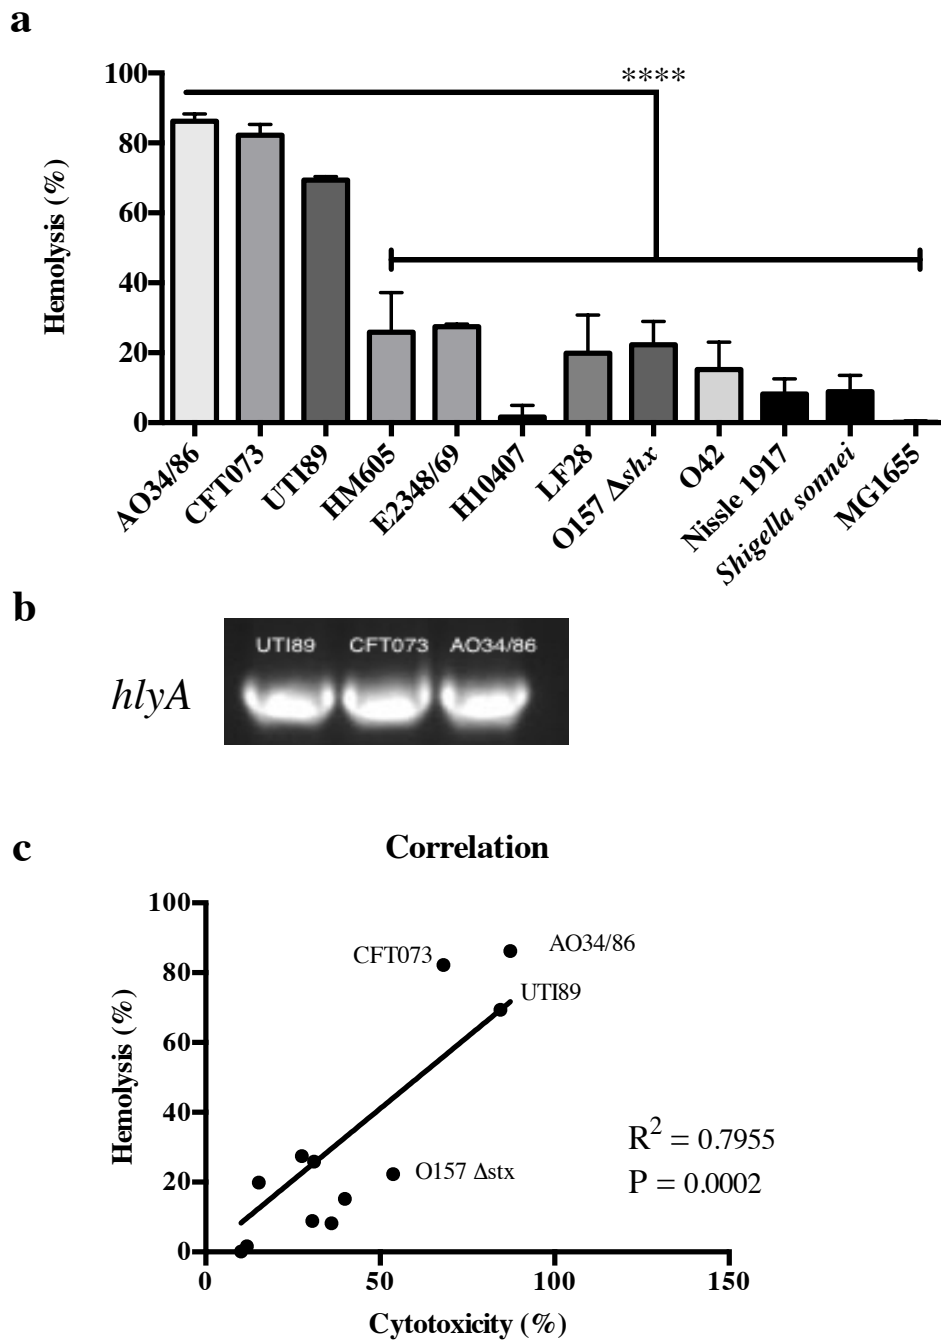 a
****
100
80
60
40
20
0
Hemolysis (%)
AO34/86
CFT073
UTI89
HM605
E2348/69
H10407
LF28
O157 Δshx
O42
Nissle 1917
Shigella sonnei
MG1655
b
hlyA
UTI89 CFT073 AO34/86
c
Correlation
100
80
60
40
20
0
Hemolysis (%)
CFT073
AO34/86
UTI89
O157 Δstx
R² = 0.7955
P = 0.0002
0 50 100 150
Cytotoxicity (%)